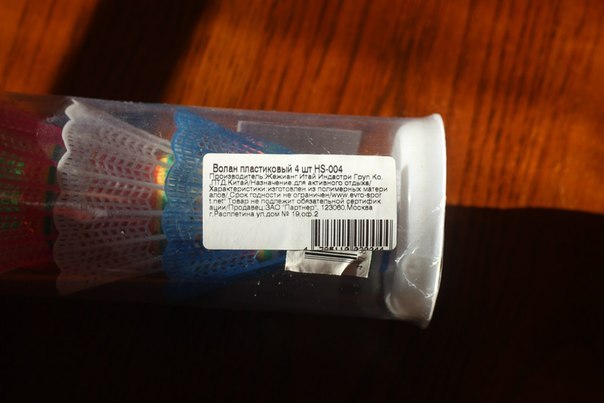 Волан пластиковый 4 шт HS-004
Производитель:Жежианг Итай Индастри Груп Ко.
,ЛТД,Китай/Назначение:для активного отдыха/
Характеристики:изготовлен из полимерных матери
алов/ Срок годности не ограничен/www.evro-spor
t.net Товар не подлежит обязательной сертифик
ации/Продавец:ЗАО "Партнер", 123060,Москва
г,Расплетина ул,дом № 19,оф.2